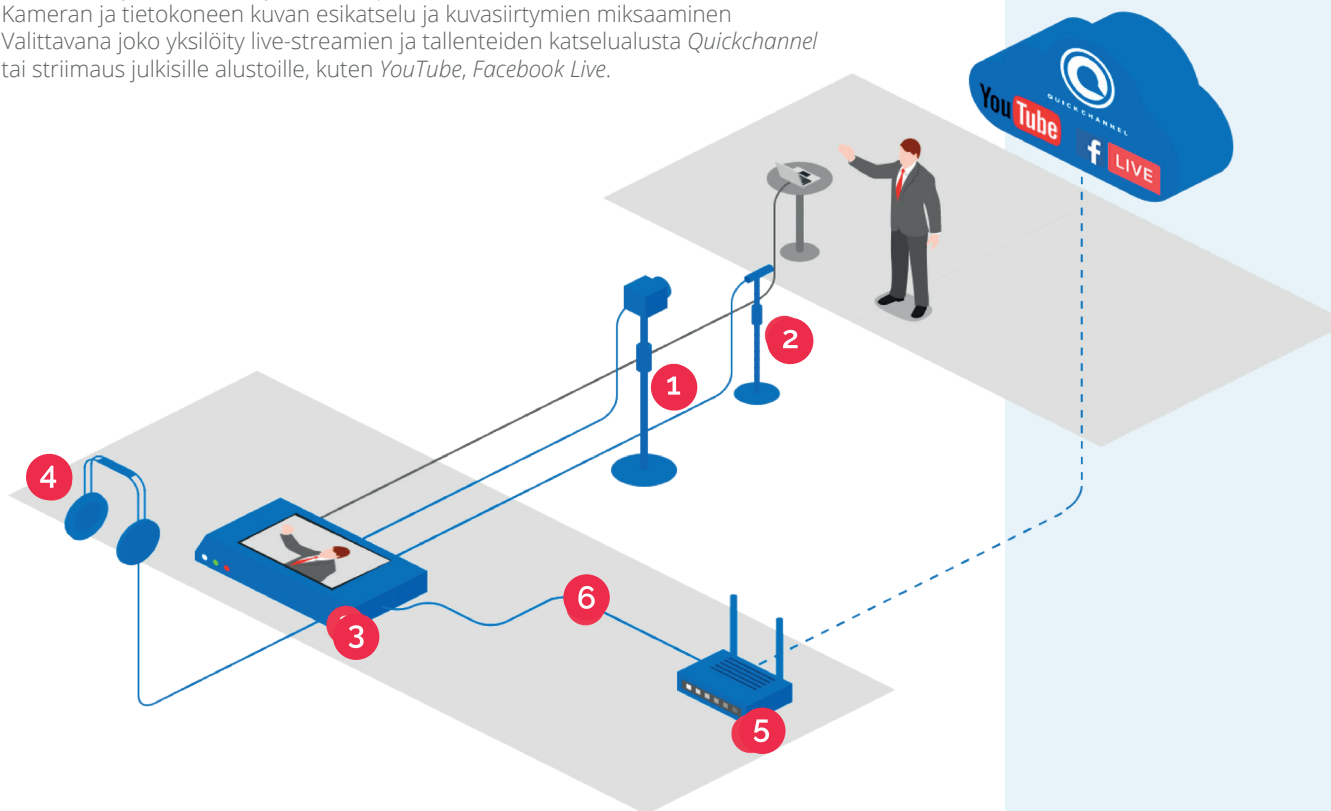 Kameran ja tietokoneen kuvan esikatselu ja kuvasiirtymien miksaaminen
Valittavana joko yksilöity live-streamien ja tallenteiden katselualusta Quickchannel
tai striimaus julkisille alustoille, kuten YouTube, Facebook Live.
QUICKCHANNEL
YouTube
f LIVE
2
1
4
6
3
5